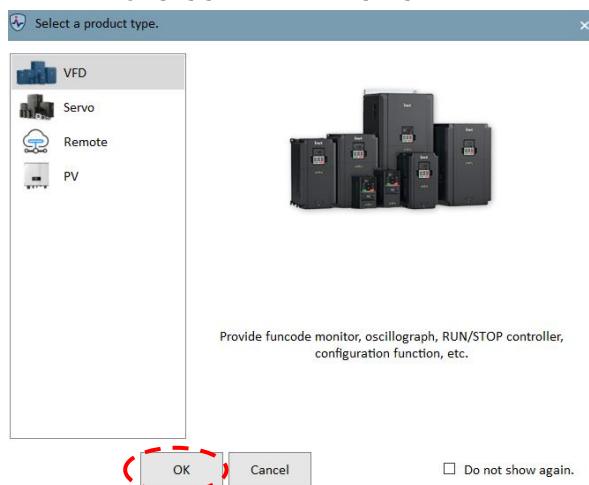 Select a product type.
VFD
Servo
Remote
PV
Provide funcode monitor, oscillograph, RUN/STOP controller,
configuration function, etc.
OK
Cancel
Do not show again.